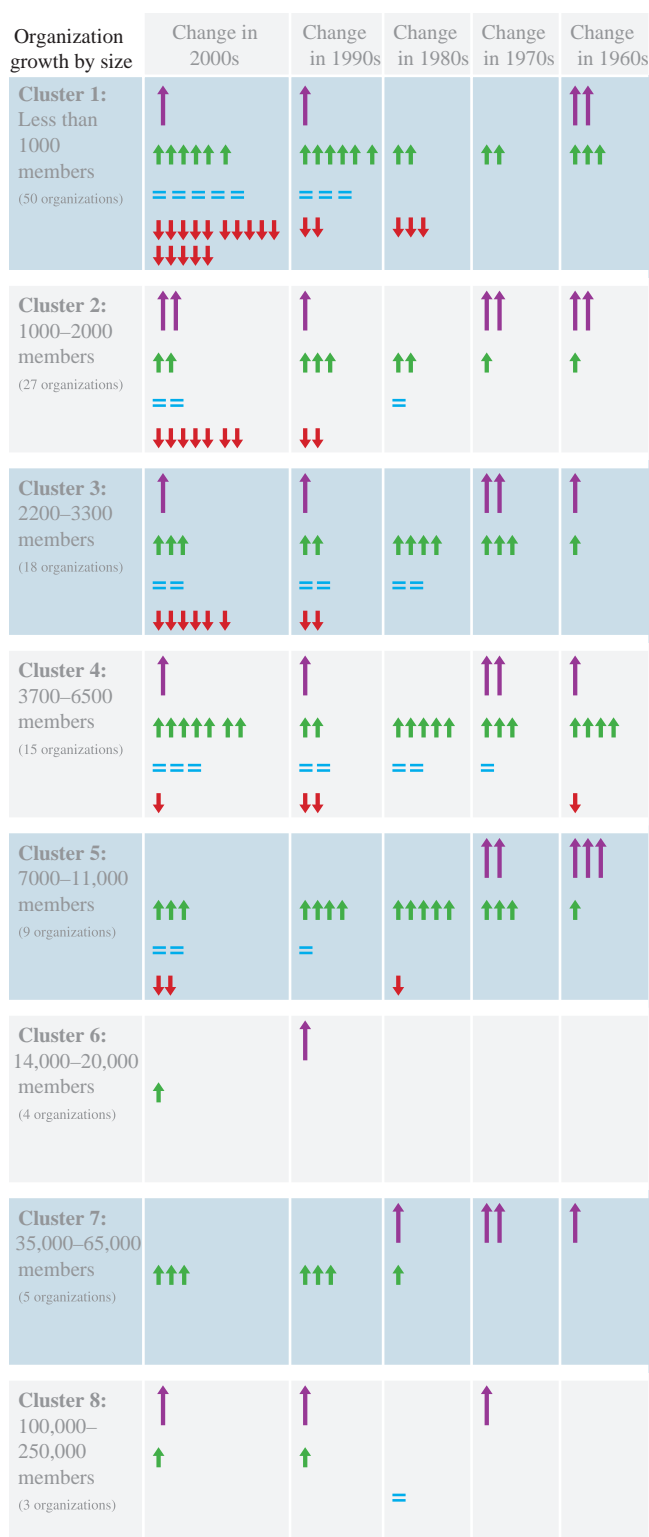 Organization
growth by size
Change in
2000s
Change
in 1990s
Change
in 1980s
Change
in 1970s
Change
in 1960s
Cluster 1:
Less than
1000
members
(50 organizations)
=====
===
Cluster 2:
1000–2000
members
(27 organizations)
==
=
Cluster 3:
2200–3300
members
(18 organizations)
==
==
==
Cluster 4:
3700–6500
members
(15 organizations)
===
==
==
=
Cluster 5:
7000–11,000
members
(9 organizations)
==
=
Cluster 6:
14,000–20,000
members
(4 organizations)
Cluster 7:
35,000–65,000
members
(5 organizations)
Cluster 8:
100,000–
250,000
members
(3 organizations)
=